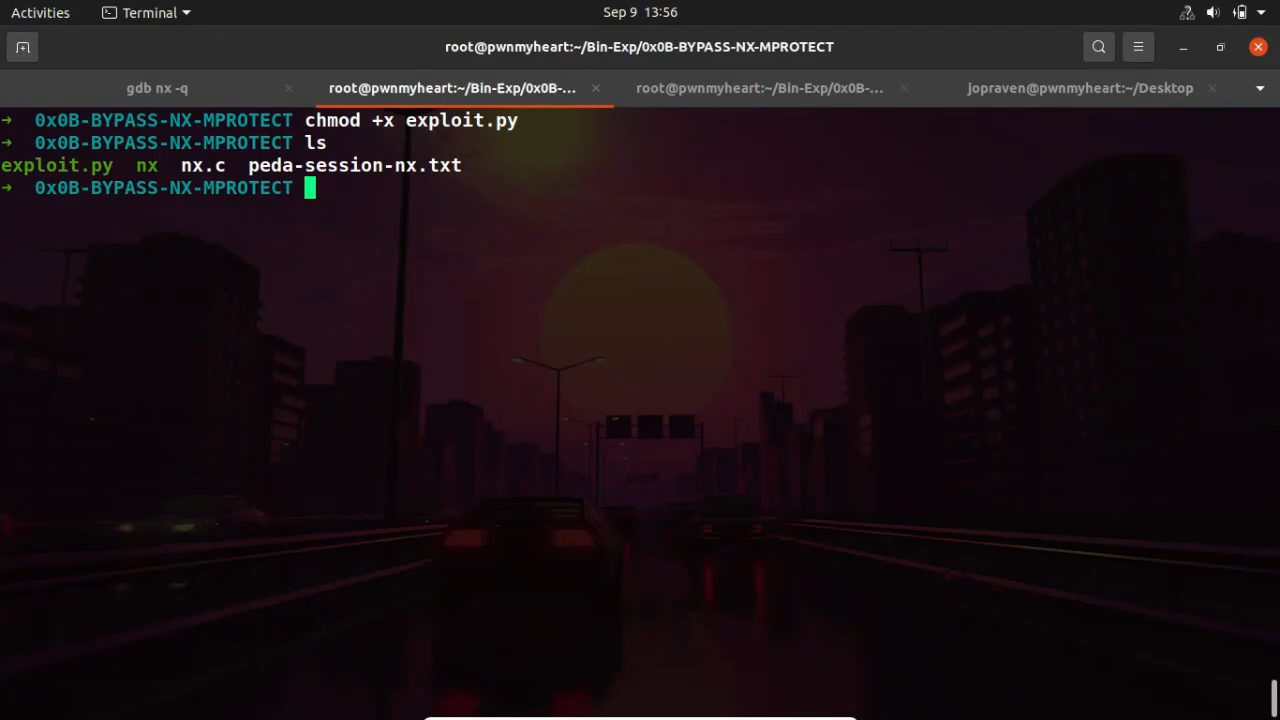 Activities Terminal Sep 9 13:56
root@pwnmyheart:~/Bin-Exp/0x0B-BYPASS-NX-MPROTECT
gdb nx -q root@pwnmyheart:~/Bin-Exp/0x0B-... root@pwnmyheart:~/Bin-Exp/0x0B-... jopraven@pwnmyheart:~/Desktop
→ 0x0B-BYPASS-NX-MPROTECT chmod +x exploit.py
→ 0x0B-BYPASS-NX-MPROTECT ls
exploit.py nx nx.c peda-session-nx.txt
→ 0x0B-BYPASS-NX-MPROTECT